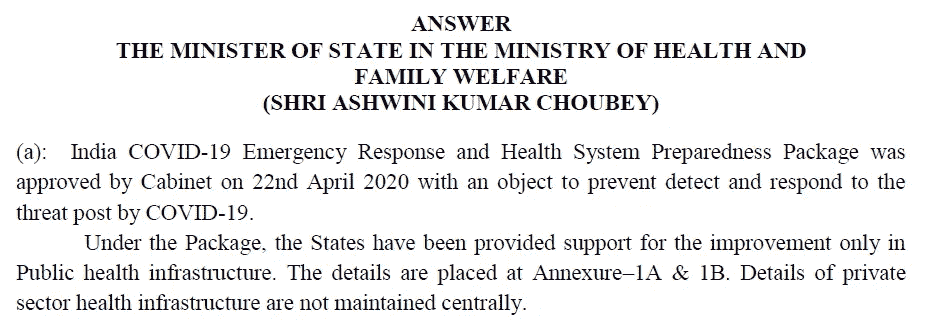 ANSWER
THE MINISTER OF STATE IN THE MINISTRY OF HEALTH AND
FAMILY WELFARE
(SHRI ASHWINI KUMAR CHOUBEY)
(a): India COVID-19 Emergency Response and Health System Preparedness Package was
approved by Cabinet on 22nd April 2020 with an object to prevent detect and respond to the
threat post by COVID-19.
Under the Package, the States have been provided support for the improvement only in
Public health infrastructure. The details are placed at Annexure–1A & 1B. Details of private
sector health infrastructure are not maintained centrally.